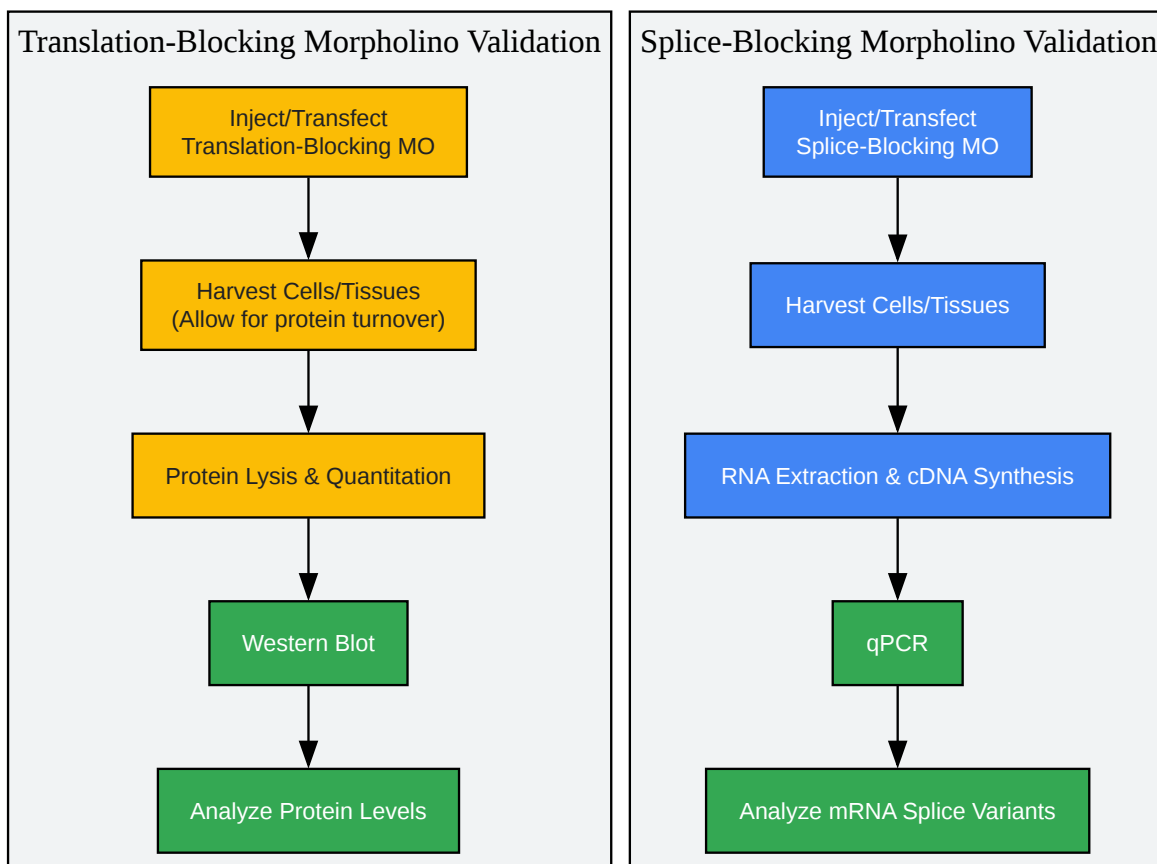 Translation-Blocking Morpholino Validation
Inject/Transfect
Translation-Blocking MO
Harvest Cells/Tissues
(Allow for protein turnover)
Protein Lysis & Quantitation
Western Blot
Analyze Protein Levels
Splice-Blocking Morpholino Validation
Inject/Transfect
Splice-Blocking MO
Harvest Cells/Tissues
RNA Extraction & cDNA Synthesis
qPCR
Analyze mRNA Splice Variants